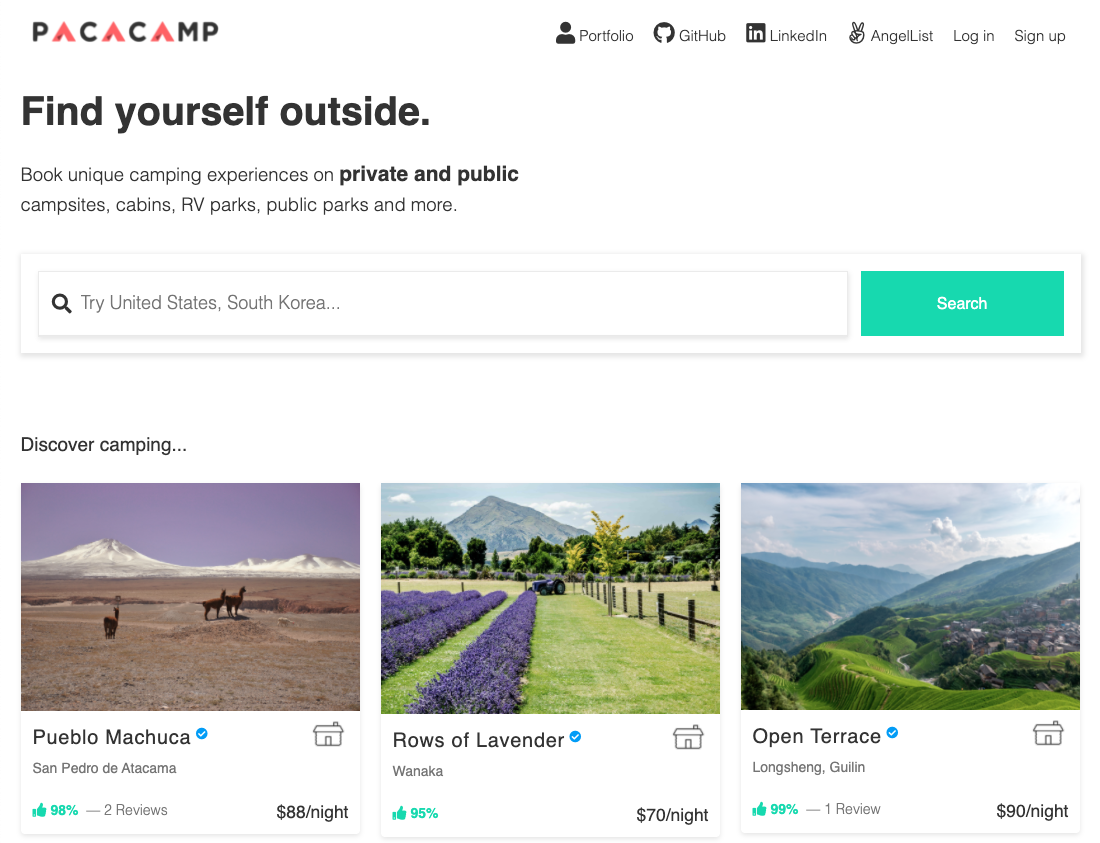 PACACAMP
Portfolio GitHub LinkedIn AngelList Log in Sign up
Find yourself outside.
Book unique camping experiences on private and public
campsites, cabins, RV parks, public parks and more.
Try United States, South Korea...
Search
Discover camping...
Pueblo Machuca
San Pedro de Atacama
98% — 2 Reviews
$88/night
Rows of Lavender
Wanaka
95%
$70/night
Open Terrace
Longsheng, Guilin
99% — 1 Review
$90/night